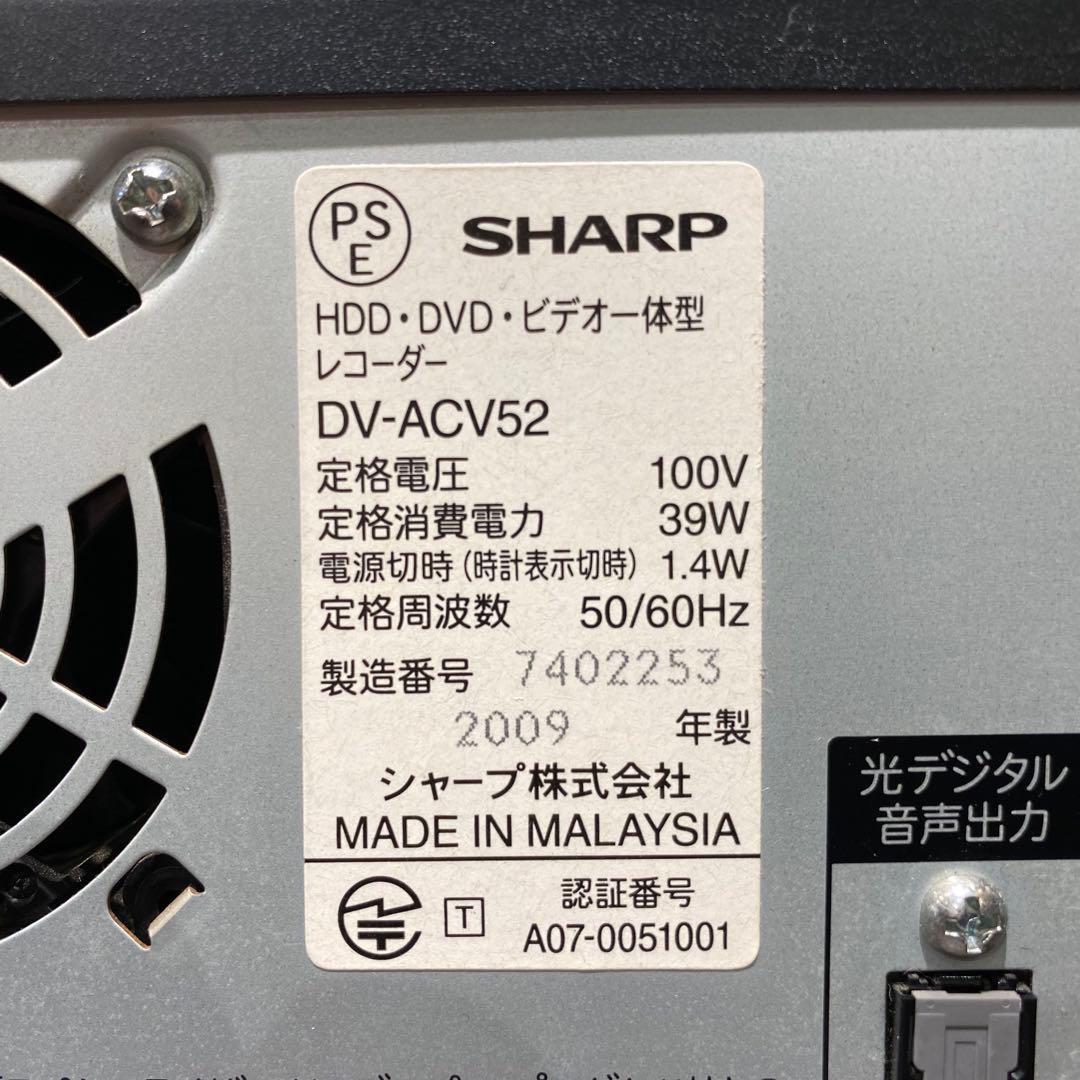 PS
E
SHARP
HDD・DVD・ビデオ一体型
レコーダー
DV-ACV52
定格電圧 100V
定格消費電力 39W
電源切時(時計表示切時) 1.4W
定格周波数 50/60Hz
製造番号 7402253
2009 年製
シャープ株式会社
MADE IN MALAYSIA
T
認証番号
A07-0051001
光デジタル
音声出力